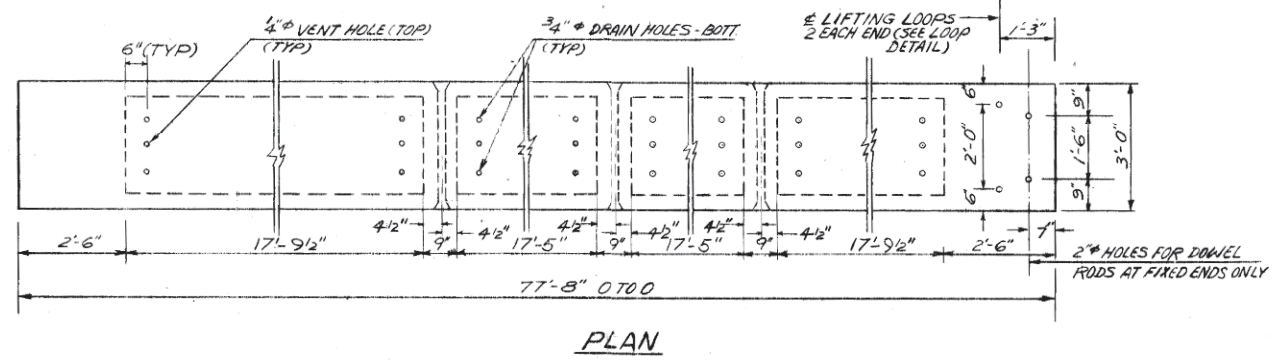 1/4" φ VENT HOLE (TOP)
(TYP)
3/4" φ DRAIN HOLES - BOTT.
(TYP)
℄ LIFTING LOOPS
2 EACH END (SEE LOOP
DETAIL)
1'-3"
6" (TYP)
6"
2'-0"
6"
9"
1'-6"
9"
3'-0"
4 1/2"
4 1/2"
4 1/2"
4 1/2"
4 1/2"
4 1/2"
2'-6"
17'-9 1/2"
9"
17'-5"
9"
17'-5"
9"
17'-9 1/2"
2'-6"
2" φ HOLES FOR DOWEL
RODS AT FIXED ENDS ONLY
77'-8" O TO O
PLAN